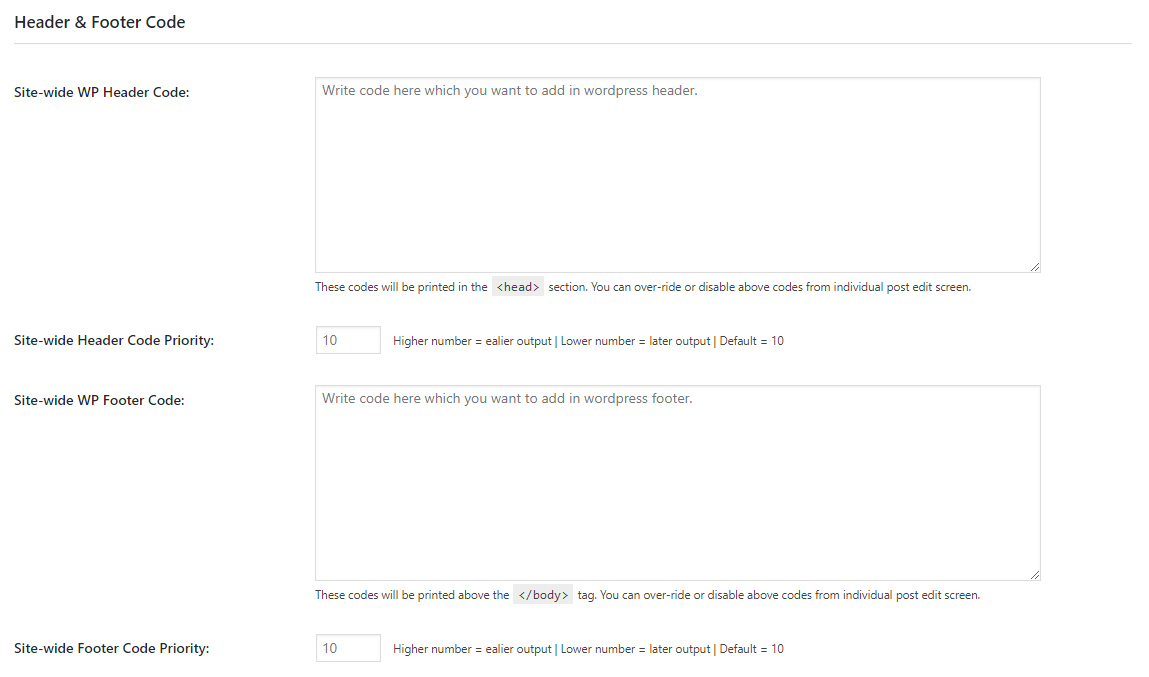 Header & Footer Code
Site-wide WP Header Code:
Write code here which you want to add in wordpress header.
These codes will be printed in the <head> section. You can over-ride or disable above codes from individual post edit screen.
Site-wide Header Code Priority:
10
Higher number = ealier output | Lower number = later output | Default = 10
Site-wide WP Footer Code:
Write code here which you want to add in wordpress footer.
These codes will be printed above the </body> tag. You can over-ride or disable above codes from individual post edit screen.
Site-wide Footer Code Priority:
10
Higher number = ealier output | Lower number = later output | Default = 10